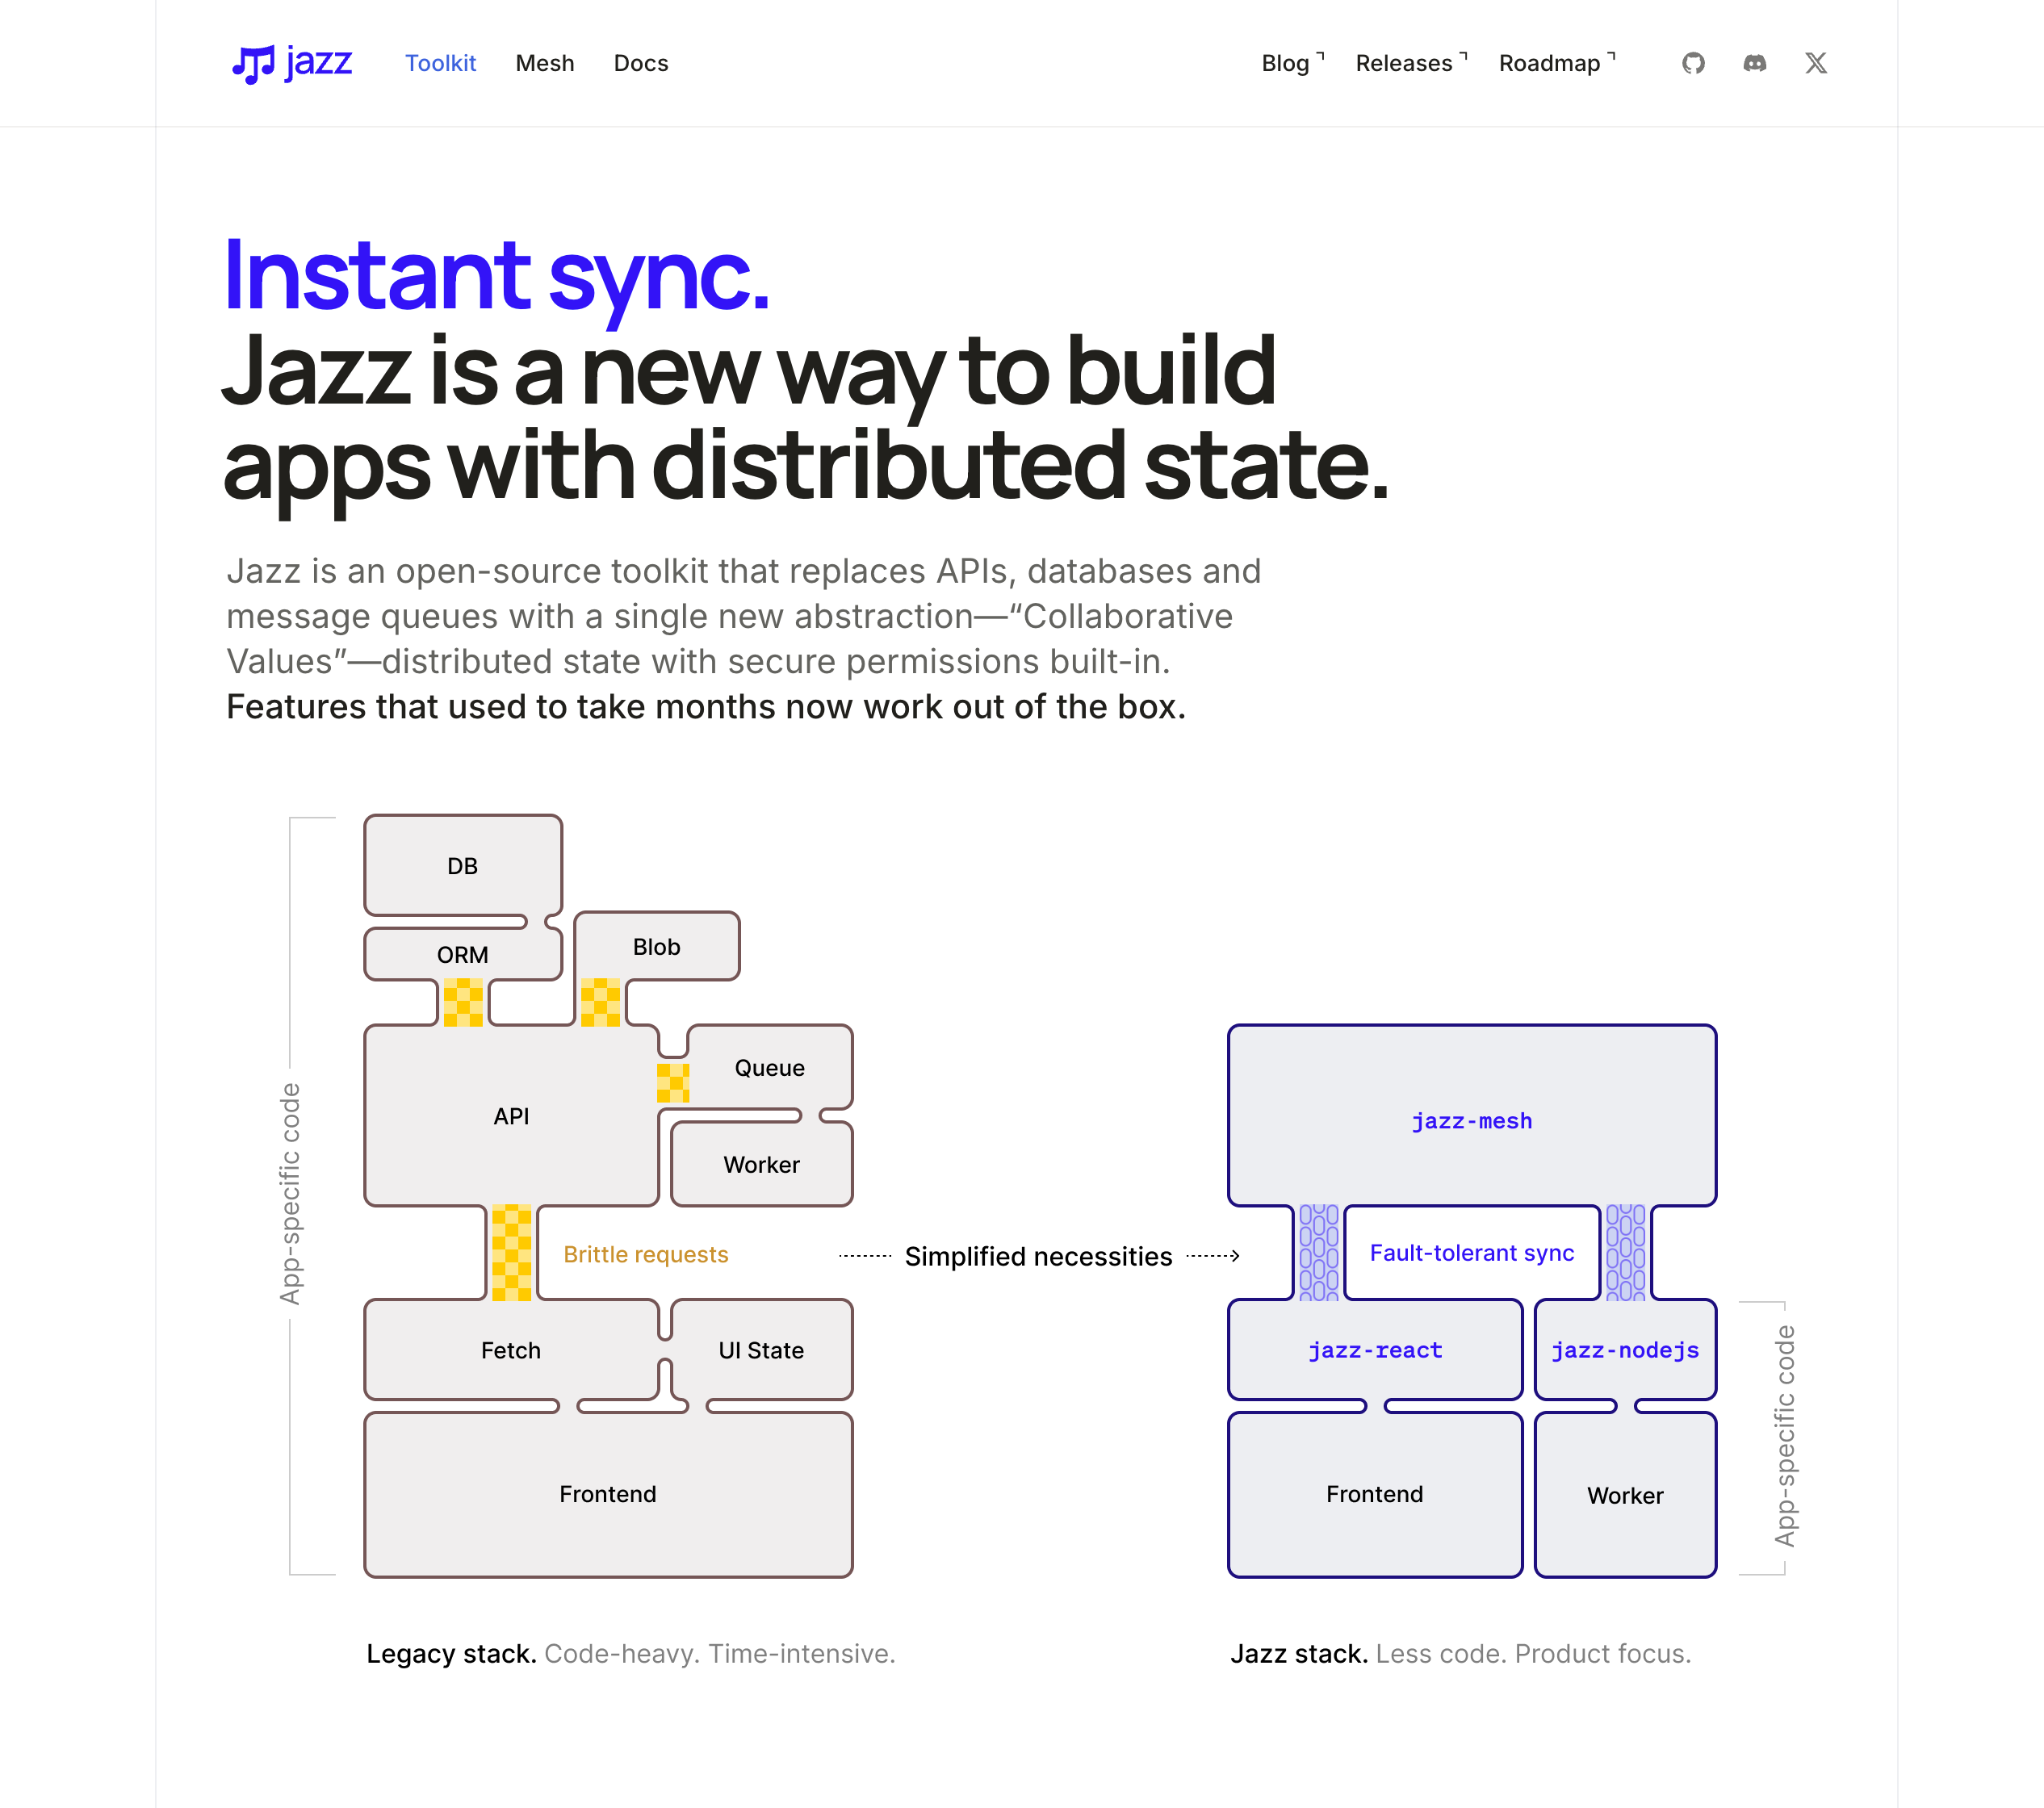 jazz
Toolkit
Mesh
Docs
Blog
Releases
Roadmap
Instant sync.
Jazz is a new way to build
apps with distributed state.
Jazz is an open-source toolkit that replaces APIs, databases and
message queues with a single new abstraction—“Collaborative
Values”—distributed state with secure permissions built-in.
Features that used to take months now work out of the box.
App-specific code
DB
ORM
Blob
API
Queue
Worker
Brittle requests
Fetch
UI State
Frontend
Simplified necessities
jazz-mesh
Fault-tolerant sync
jazz-react
jazz-nodejs
Frontend
Worker
App-specific code
Legacy stack. Code-heavy. Time-intensive.
Jazz stack. Less code. Product focus.